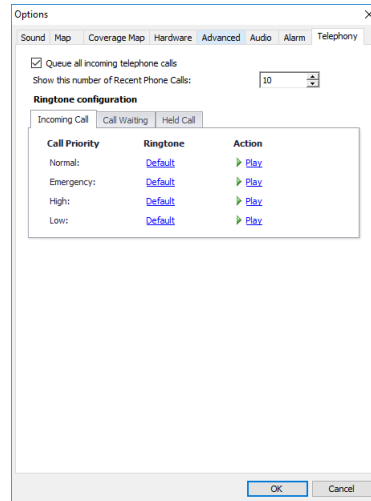 Options
Sound Map Coverage Map Hardware Advanced Audio Alarm Telephony
Queue all incoming telephone calls
Show this number of Recent Phone Calls: 10
Ringtone configuration
Incoming Call Call Waiting Held Call
Call Priority Ringtone Action
Normal: Default Play
Emergency: Default Play
High: Default Play
Low: Default Play
OK Cancel